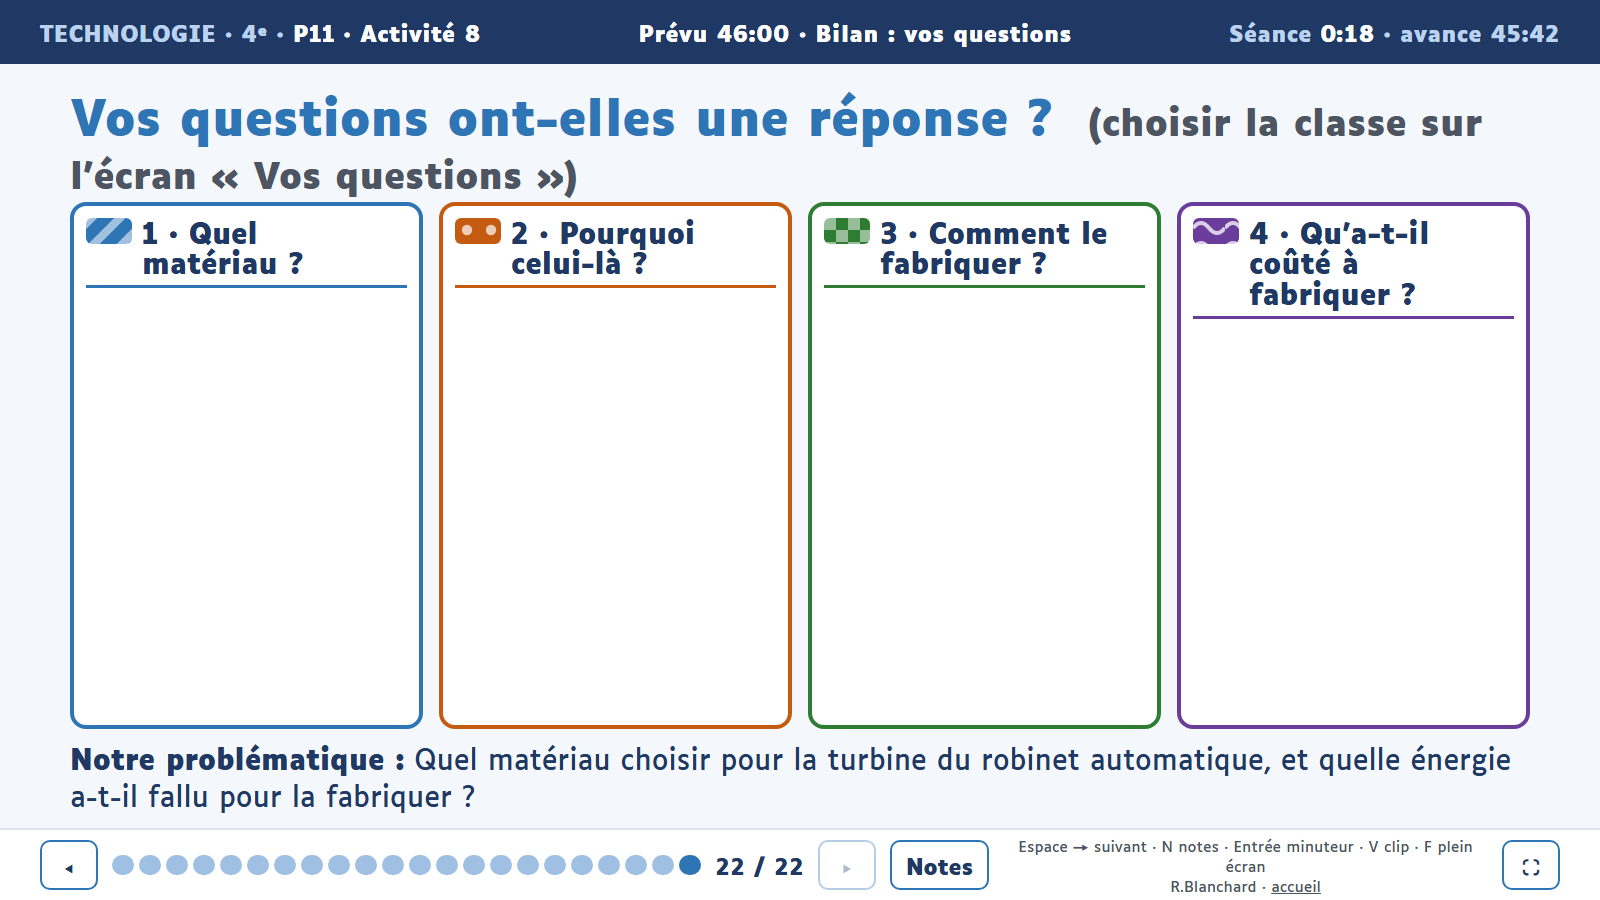 TECHNOLOGIE · 4e · P11 · Activité 8
Prévu 46:00 · Bilan : vos questions
Séance 0:18 · avance 45:42
Vos questions ont-elles une réponse ? (choisir la classe sur
l’écran « Vos questions »)
1 · Quel
matériau ?
2 · Pourquoi
celui-là ?
3 · Comment le
fabriquer ?
4 · Qu’a-t-il
coûté à
fabriquer ?
Notre problématique : Quel matériau choisir pour la turbine du robinet automatique, et quelle énergie
a-t-il fallu pour la fabriquer ?
22 / 22
Notes
Espace → suivant · N notes · Entrée minuteur · V clip · F plein
écran
R.Blanchard · accueil